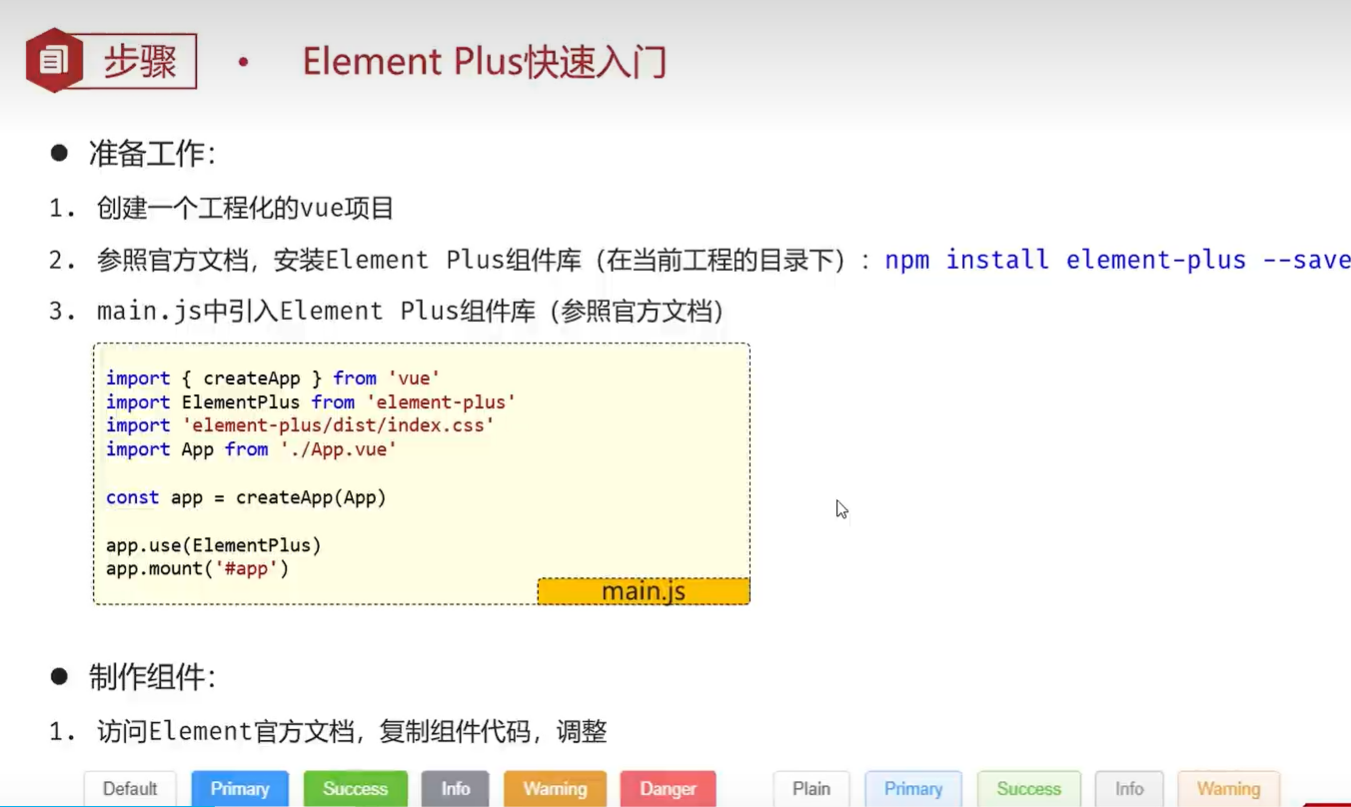 步骤 • Element Plus快速入门
● 准备工作：
1. 创建一个工程化的vue项目
2. 参照官方文档，安装Element Plus组件库（在当前工程的目录下）：npm install element-plus --save
3. main.js中引入Element Plus组件库（参照官方文档）
import { createApp } from 'vue'
import ElementPlus from 'element-plus'
import 'element-plus/dist/index.css'
import App from './App.vue'
const app = createApp(App)
app.use(ElementPlus)
app.mount('#app')
main.js
● 制作组件：
1. 访问Element官方文档，复制组件代码，调整
Default Primary Success Info Warning Danger Plain Primary Success Info Warning